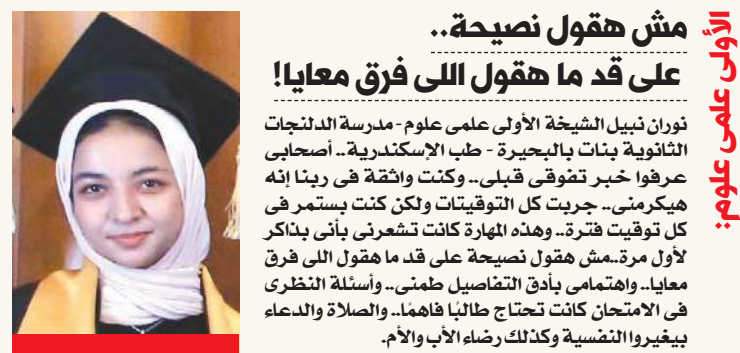 الأولى علمى علوم:
مش هقول نصيحة..
على قد ما هقول اللى فرق معايا!
نوران نبيل الشيخة الأولى علمى علوم - مدرسة الدلنجات
الثانوية بنات بالبحيرة - طب الإسكندرية.. أصحابى
عرفوا خبر تفوقى قبلى.. وكنت واثقة فى ربنا إنه
هيكرمنى.. جربت كل التوقيتات ولكن كنت بستمر فى
كل توقيت فترة.. وهذه المهارة كانت تشعرنى بأنى بذاكر
لأول مرة..مش هقول نصيحة على قد ما هقول اللى فرق
معايا.. واهتمامى بأدق التفاصيل طمنى.. وأسئلة النظرى
فى الامتحان كانت تحتاج طالبًا فاهمًا.. والصلاة والدعاء
بيغيروا النفسية وكذلك رضاء الأب والأم.